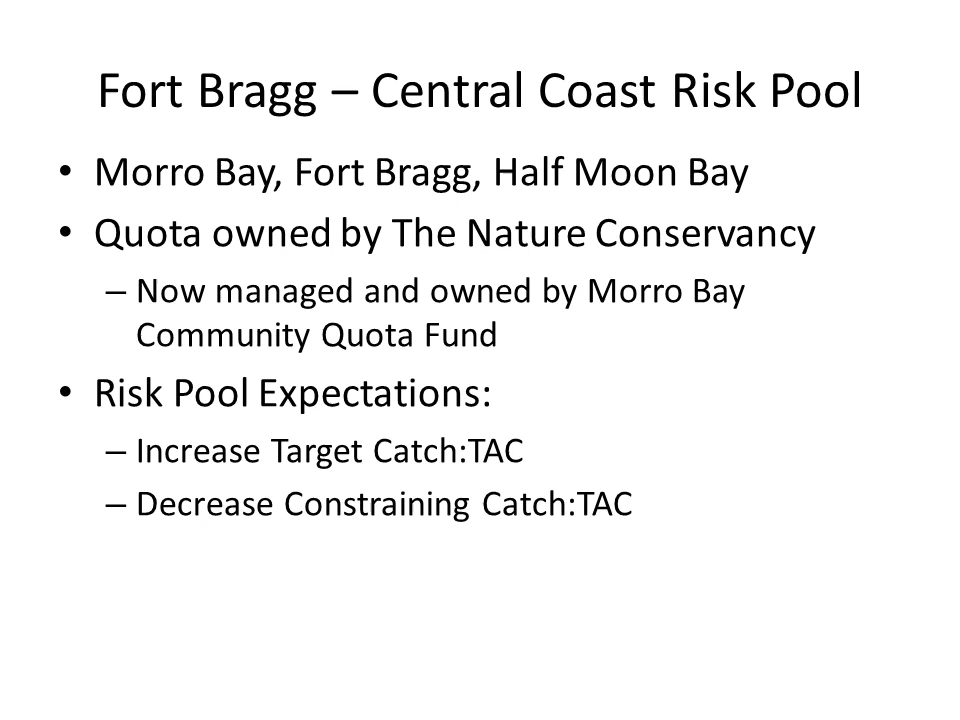 Fort Bragg – Central Coast Risk Pool
• Morro Bay, Fort Bragg, Half Moon Bay
• Quota owned by The Nature Conservancy
– Now managed and owned by Morro Bay
Community Quota Fund
• Risk Pool Expectations:
– Increase Target Catch:TAC
– Decrease Constraining Catch:TAC